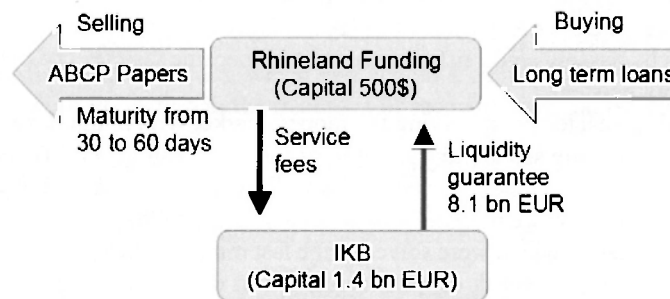 Selling
Buying
ABCP Papers
Rhineland Funding
(Capital 500$)
Long term loans
Maturity from
30 to 60 days
Service
fees
Liquidity
guarantee
8.1 bn EUR
IKB
(Capital 1.4 bn EUR)